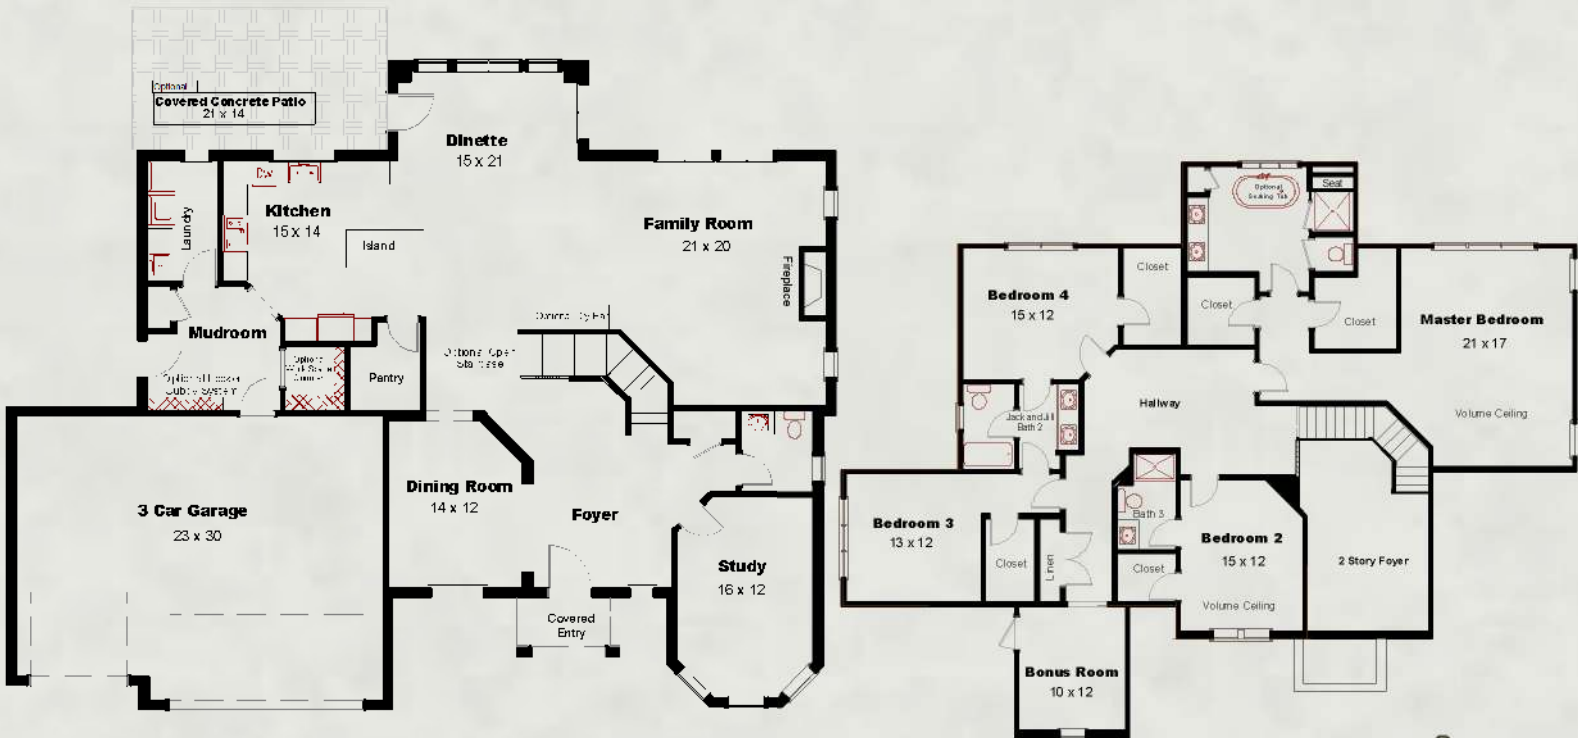 Optional
Covered Concrete Patio
21 x 14
Dinette
15 x 21
D/W
Kitchen
15 x 14
Island
Laundry
Family Room
21 x 20
Fireplace
Mudroom
Optional
Optional Open
Staircase
Pantry
Optional
Cubby System
3 Car Garage
23 x 30
Dining Room
14 x 12
Foyer
Study
16 x 12
Covered
Entry
Optional
Soaking Tub
Seat
Closet
Bedroom 4
15 x 12
Closet
Closet
Master Bedroom
21 x 17
Volume Ceiling
Hallway
Jack and Jill
Bath 2
Bedroom 3
13 x 12
Closet
Linen
Bath 3
Closet
Bedroom 2
15 x 12
Volume Ceiling
2 Story Foyer
Bonus Room
10 x 12